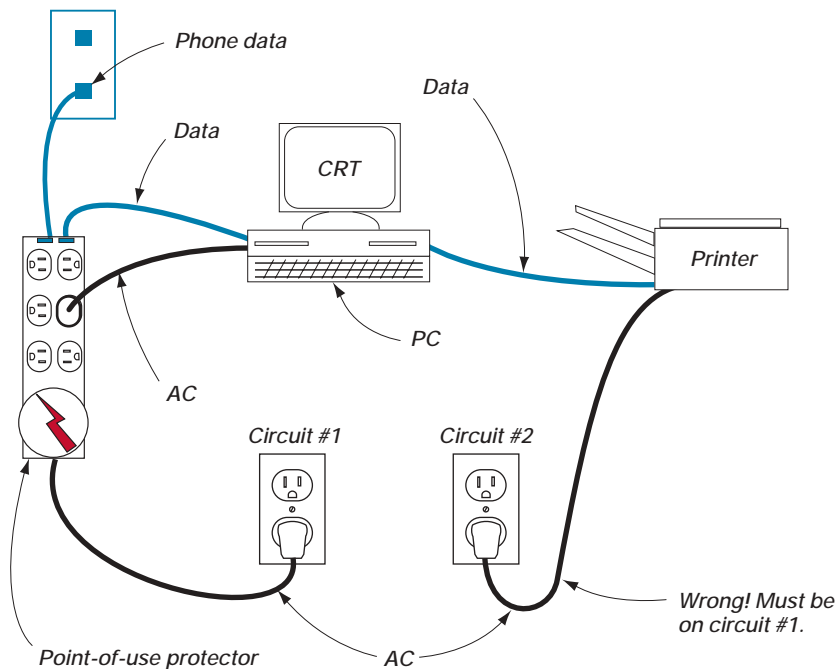 Phone data
Data
Data
CRT
Printer
PC
AC
Circuit #1
Circuit #2
Wrong! Must be
on circuit #1.
AC
Point-of-use protector